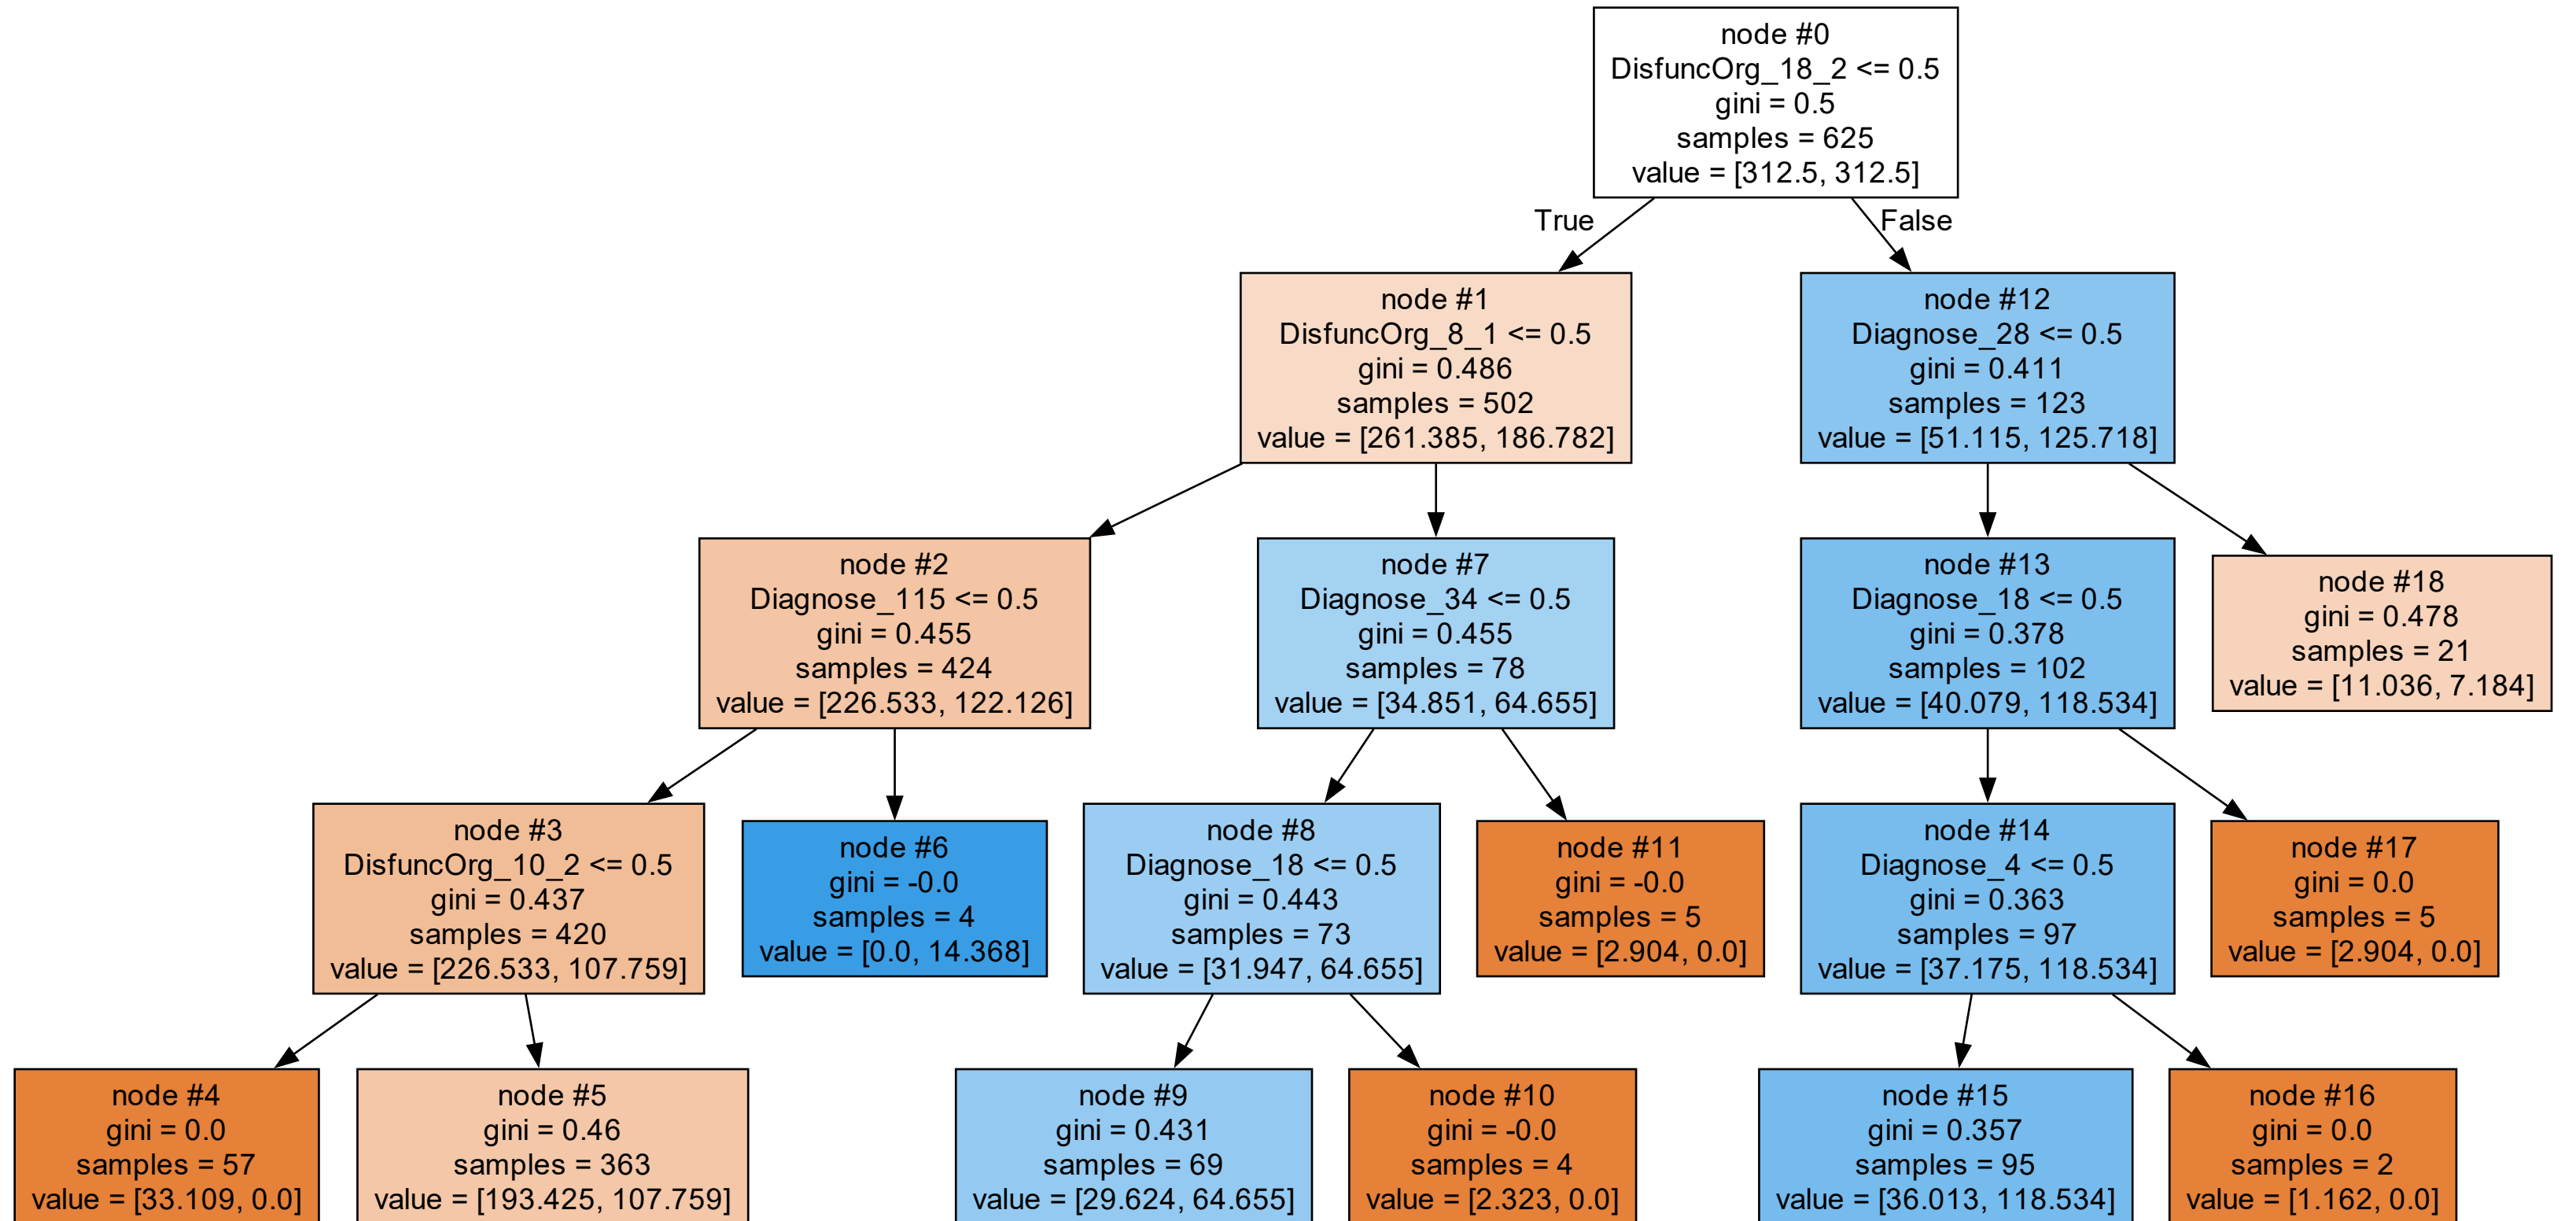 node #0
DisfuncOrg_18_2 <= 0.5
gini = 0.5
samples = 625
value = [312.5, 312.5]
True
False
node #1
DisfuncOrg_8_1 <= 0.5
gini = 0.486
samples = 502
value = [261.385, 186.782]
node #12
Diagnose_28 <= 0.5
gini = 0.411
samples = 123
value = [51.115, 125.718]
node #2
Diagnose_115 <= 0.5
gini = 0.455
samples = 424
value = [226.533, 122.126]
node #7
Diagnose_34 <= 0.5
gini = 0.455
samples = 78
value = [34.851, 64.655]
node #13
Diagnose_18 <= 0.5
gini = 0.378
samples = 102
value = [40.079, 118.534]
node #18
gini = 0.478
samples = 21
value = [11.036, 7.184]
node #3
DisfuncOrg_10_2 <= 0.5
gini = 0.437
samples = 420
value = [226.533, 107.759]
node #6
gini = -0.0
samples = 4
value = [0.0, 14.368]
node #8
Diagnose_18 <= 0.5
gini = 0.443
samples = 73
value = [31.947, 64.655]
node #11
gini = -0.0
samples = 5
value = [2.904, 0.0]
node #14
Diagnose_4 <= 0.5
gini = 0.363
samples = 97
value = [37.175, 118.534]
node #17
gini = 0.0
samples = 5
value = [2.904, 0.0]
node #4
gini = 0.0
samples = 57
value = [33.109, 0.0]
node #5
gini = 0.46
samples = 363
value = [193.425, 107.759]
node #9
gini = 0.431
samples = 69
value = [29.624, 64.655]
node #10
gini = -0.0
samples = 4
value = [2.323, 0.0]
node #15
gini = 0.357
samples = 95
value = [36.013, 118.534]
node #16
gini = 0.0
samples = 2
value = [1.162, 0.0]